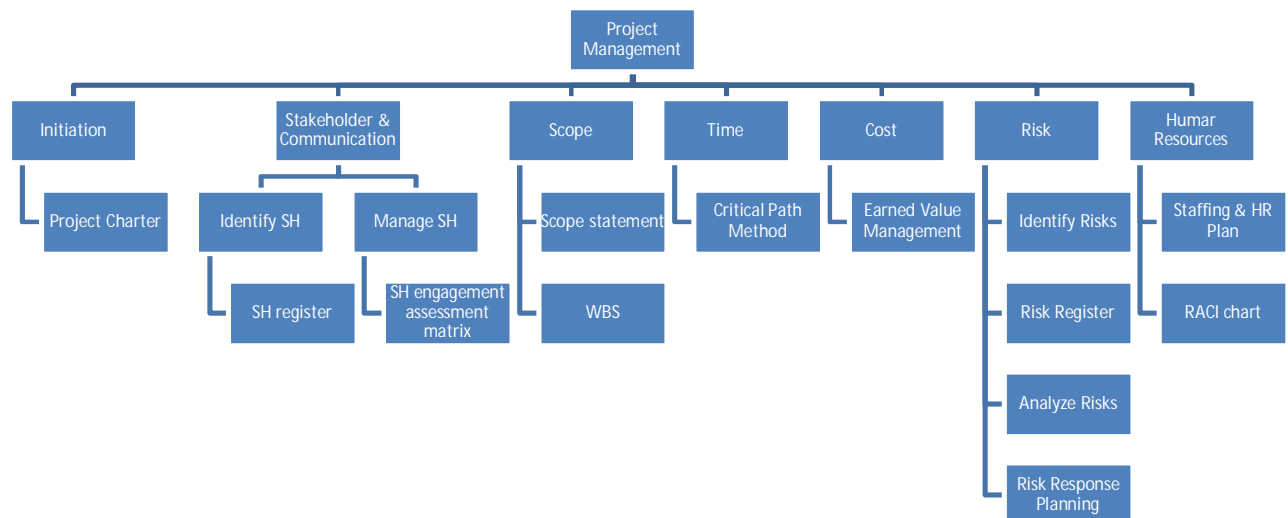 Project
Management
Initiation
Stakeholder &
Communication
Scope
Time
Cost
Risk
Humar
Resources
Project Charter
Identify SH
Manage SH
Scope statement
Critical Path
Method
Earned Value
Management
Identify Risks
Staffing & HR
Plan
SH register
SH engagement
assessment
matrix
WBS
Risk Register
RACI chart
Analyze Risks
Risk Response
Planning